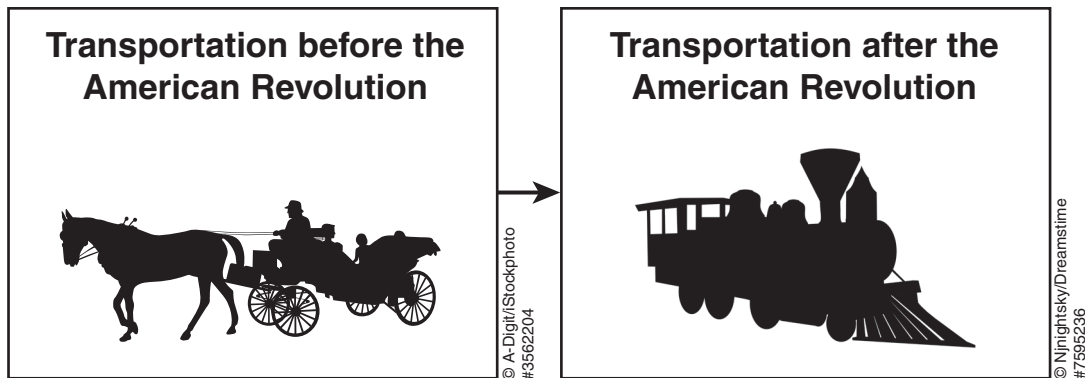 Transportation before the
American Revolution
© A-Digit/iStockphoto
#3562204
Transportation after the
American Revolution
© Njnightsky/Dreamstime
#7595236